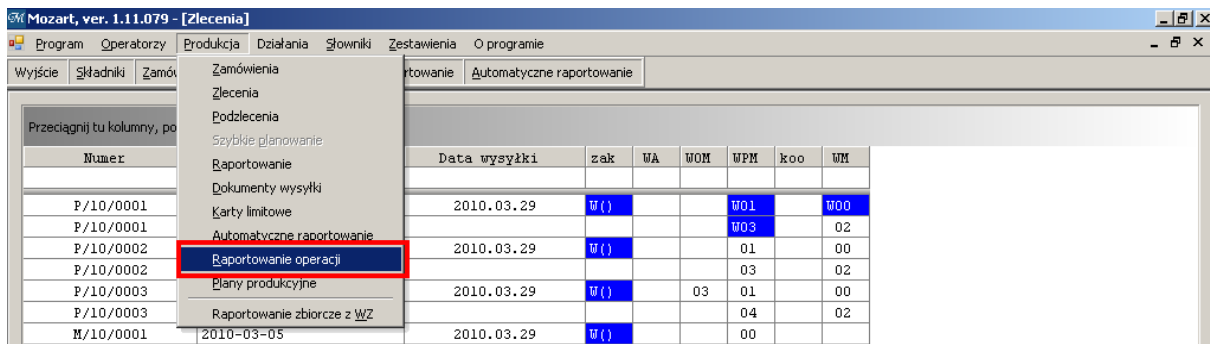 Mozart, ver. 1.11.079 - [Zlecenia]
Program Operatorzy Produkcja Działania Słowniki Zestawienia O programie
Wyjście Składniki Zamów rtowanie Automatyczne raportowanie
Zamówienia
Zlecenia
Podzlecenia
Szybkie planowanie
Raportowanie
Dokumenty wysyłki
Karty limitowe
Automatyczne raportowanie
Raportowanie operacji
Plany produkcyjne
Raportowanie zbiorcze z WZ
Przeciągnij tu kolumny, po
Numer Data wysyłki zak WA WOM WPM koo WM
P/10/0001 2010.03.29 W() W01 W00
P/10/0001 W03 02
P/10/0002 2010.03.29 W() 01 00
P/10/0002 03 02
P/10/0003 2010.03.29 W() 03 01 00
P/10/0003 04 02
M/10/0001 2010-03-05 2010.03.29 W() 00